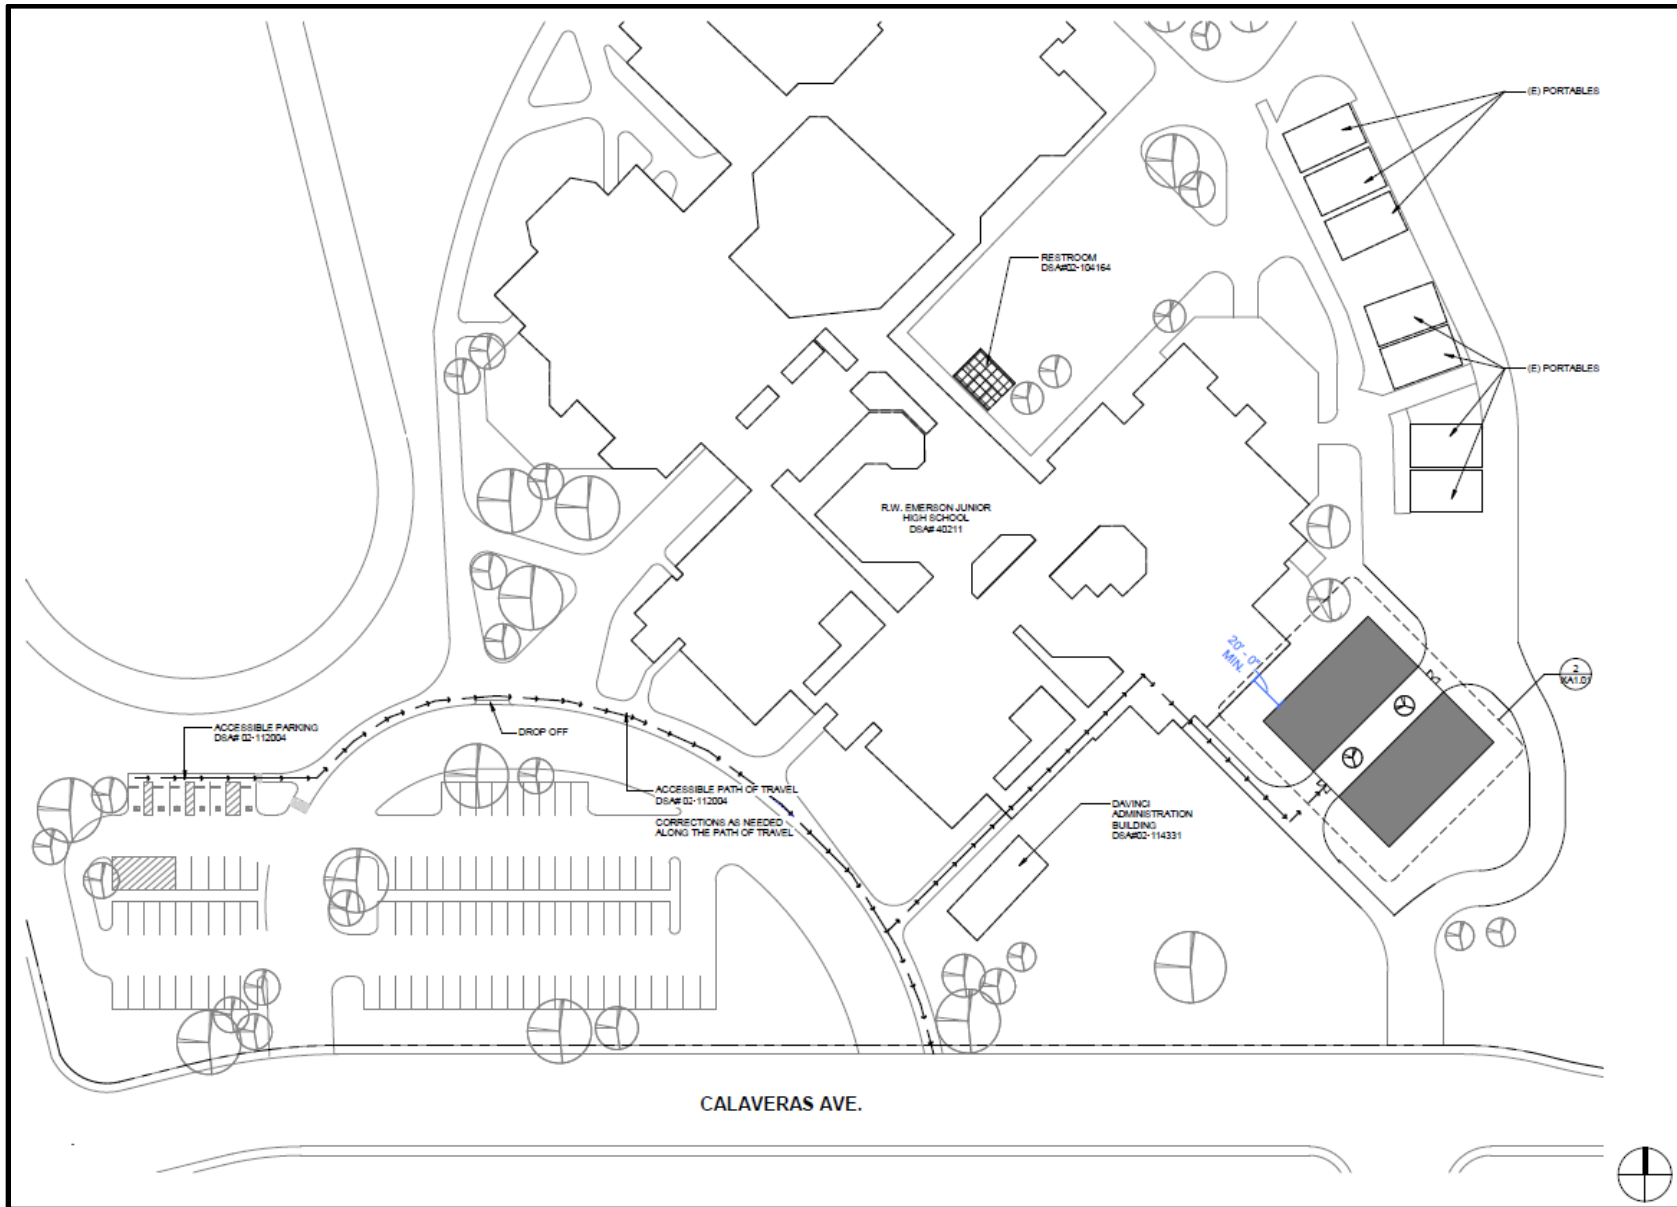 (E) PORTABLES
RESTROOM
DSA#02-104164
(E) PORTABLES
R.W. EMERSON JUNIOR
HIGH SCHOOL
DSA# 40211
20' - 0"
MIN.
2
XA1.01
ACCESSIBLE PARKING
DSA# 02-112004
DROP OFF
ACCESSIBLE PATH OF TRAVEL
DSA# 02-112004
CORRECTIONS AS NEEDED
ALONG THE PATH OF TRAVEL
DAVINCI
ADMINISTRATION
BUILDING
DSA#02-114331
CALAVERAS AVE.